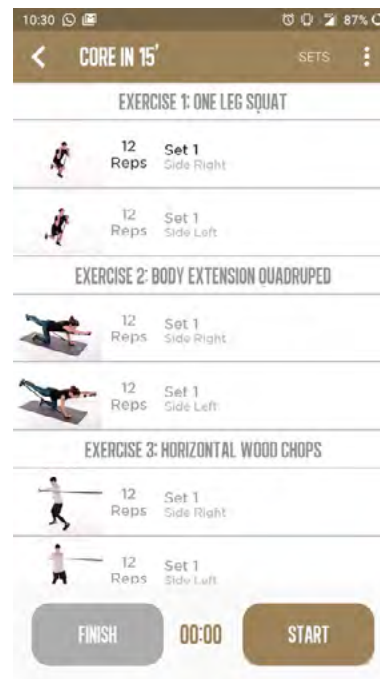 10:30 87%
CORE IN 15' SETS
EXERCISE 1: ONE LEG SQUAT
12 Set 1
Reps Side Right
12 Set 1
Reps Side Left
EXERCISE 2: BODY EXTENSION QUADRUPED
12 Set 1
Reps Side Right
12 Set 1
Reps Side Left
EXERCISE 3: HORIZONTAL WOOD CHOPS
12 Set 1
Reps Side Right
12 Set 1
Reps Side Left
FINISH 00:00 START